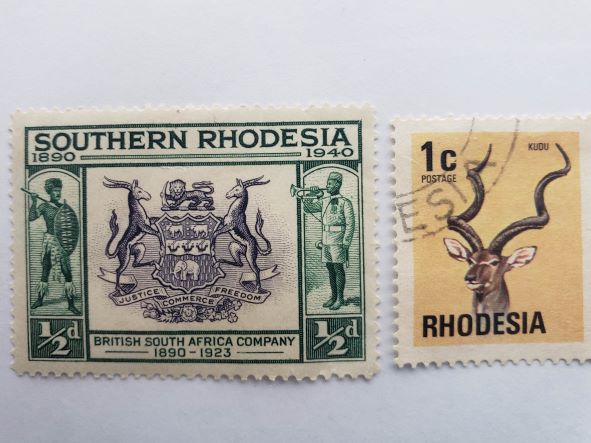 SOUTHERN RHODESIA
1890 1940
JUSTICE COMMERCE FREEDOM
½d ½d
BRITISH SOUTH AFRICA COMPANY
1890-1923
1c KUDU
POSTAGE
ESIA
RHODESIA